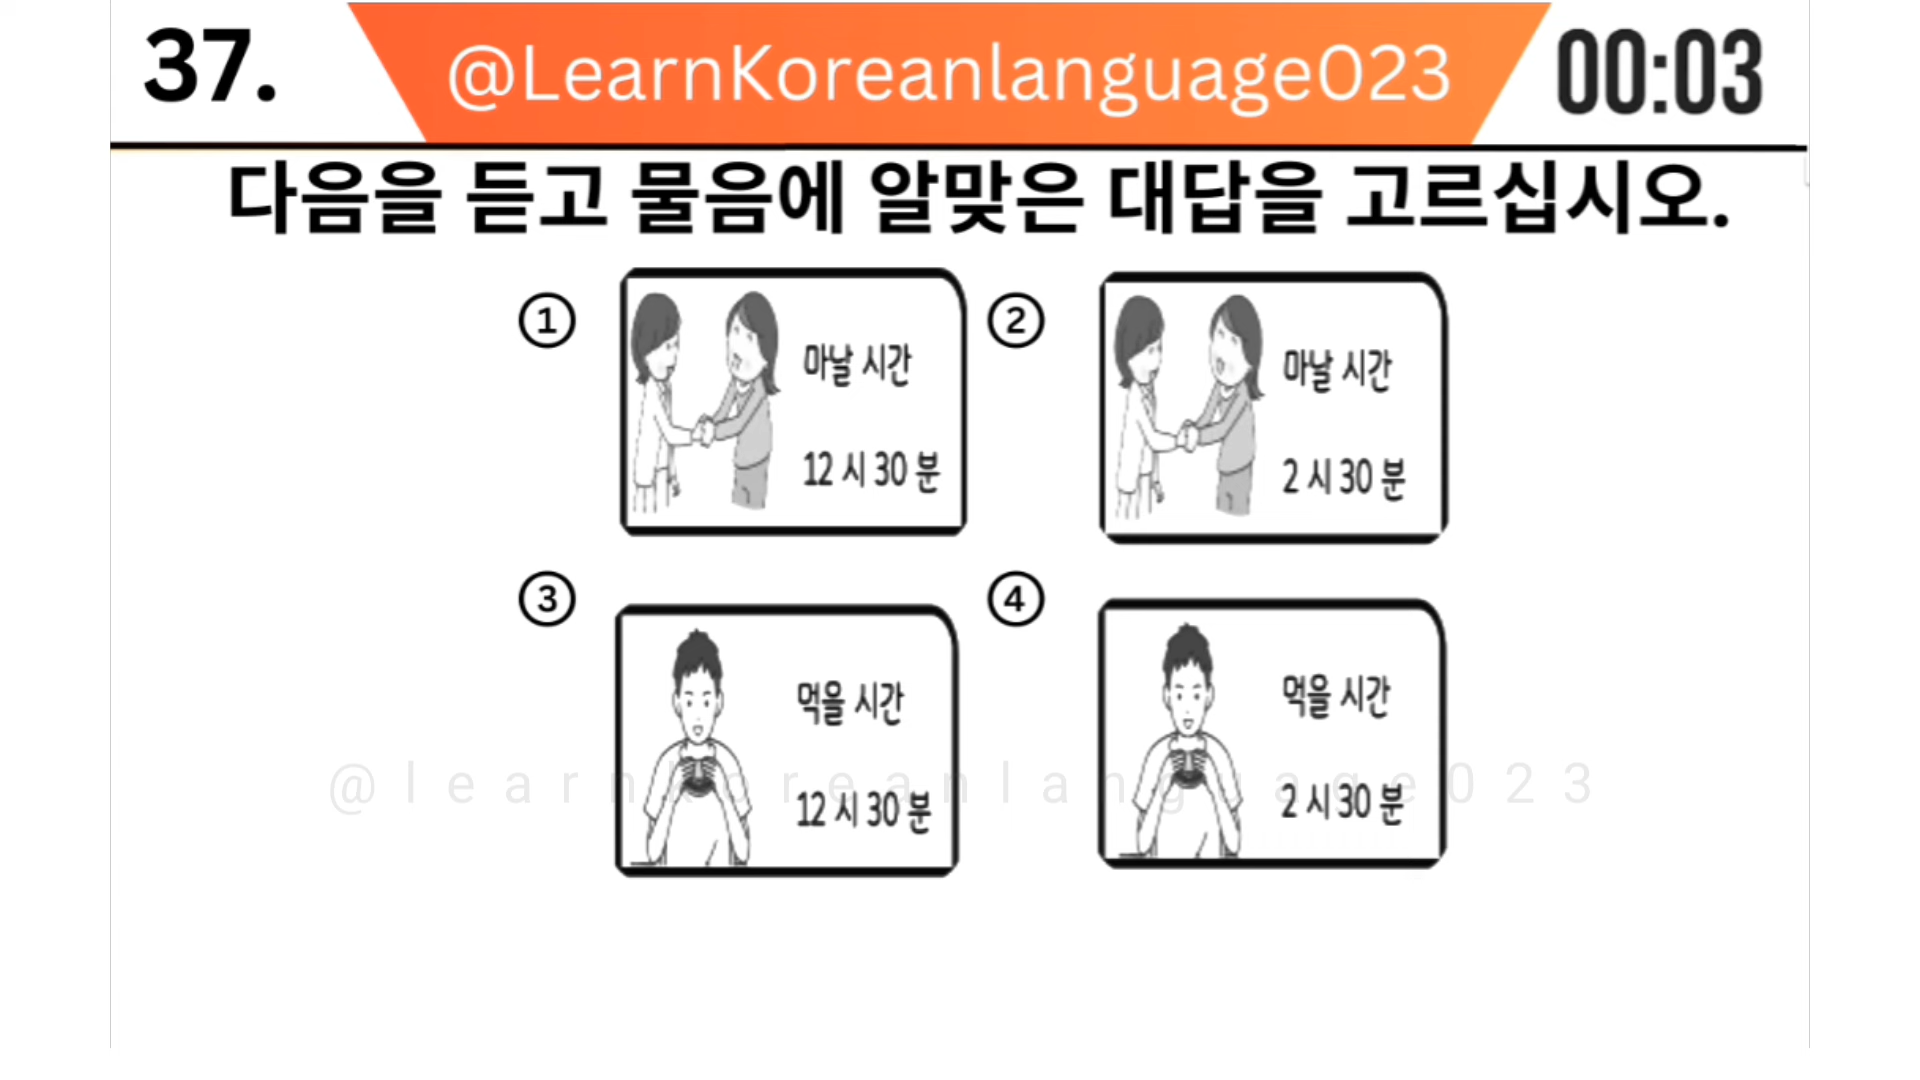 37.
@LearnKoreanlanguage023
00:03
다음을 듣고 물음에 알맞은 대답을 고르십시오.
①
마날 시간
12 시 30 분
②
마날 시간
2 시 30 분
③
먹을 시간
12 시 30 분
④
먹을 시간
2 시 30 분
@learnkoreanlanguage023